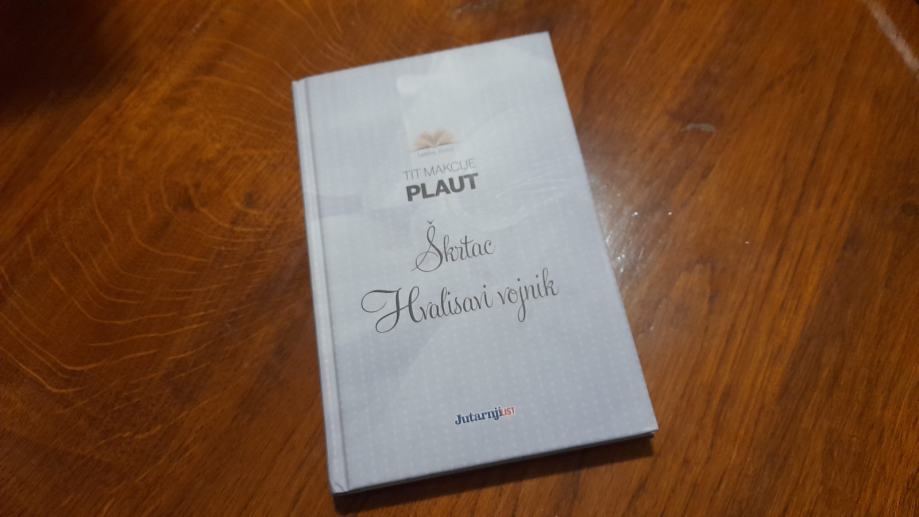 TIT MAKCIJE
PLAUT
Škrtac
Hvalisavi vojnik
Jutarnji LIST